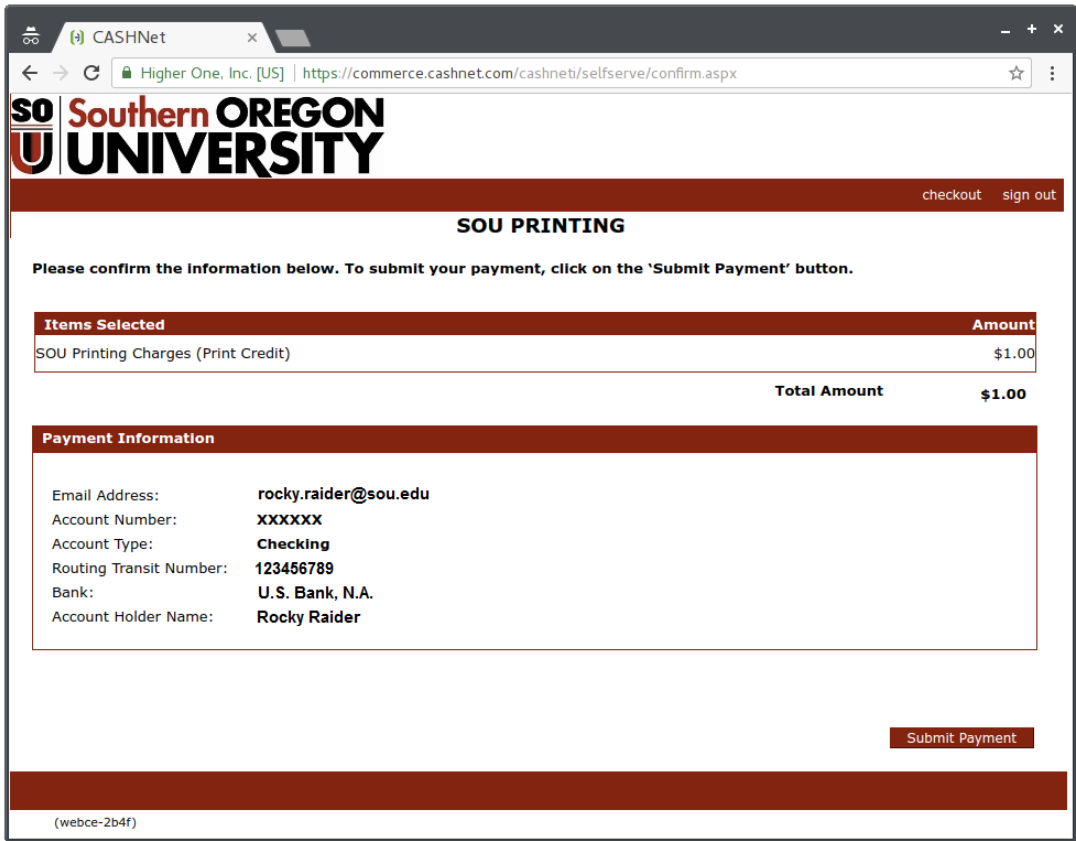 CASHNet
Higher One, Inc. [US] https://commerce.cashnet.com/cashneti/selfserve/confirm.aspx
SO Southern OREGON
U UNIVERSITY
checkout sign out
SOU PRINTING
Please confirm the information below. To submit your payment, click on the ‘Submit Payment’ button.
Items Selected Amount
SOU Printing Charges (Print Credit) $1.00
Total Amount $1.00
Payment Information
Email Address: rocky.raider@sou.edu
Account Number: XXXXXX
Account Type: Checking
Routing Transit Number: 123456789
Bank: U.S. Bank, N.A.
Account Holder Name: Rocky Raider
Submit Payment
(webce-2b4f)